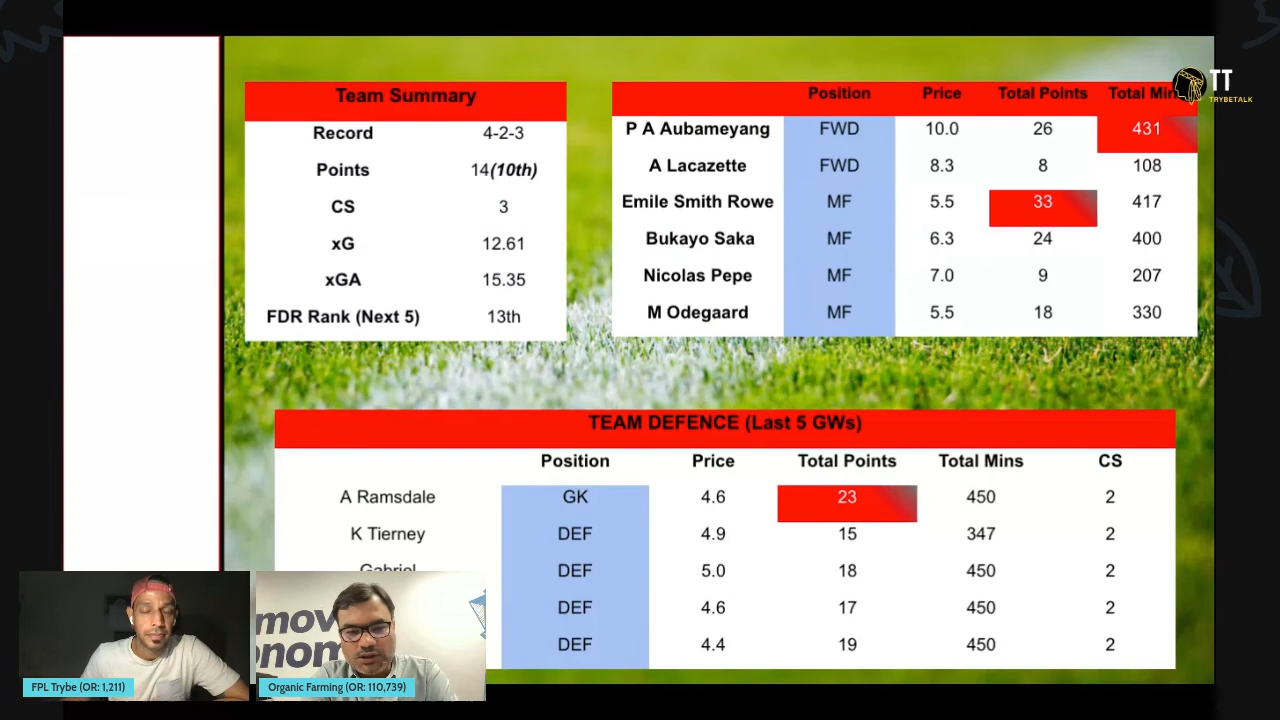 Team Summary
Record 4-2-3
Points 14(10th)
CS 3
xG 12.61
xGA 15.35
FDR Rank (Next 5) 13th
Position Price Total Points Total
P A Aubameyang FWD 10.0 26 431
A Lacazette FWD 8.3 8 108
Emile Smith Rowe MF 5.5 33 417
Bukayo Saka MF 6.3 24 400
Nicolas Pepe MF 7.0 9 207
M Odegaard MF 5.5 18 330
TT
TRYBETALK
TEAM DEFENCE (Last 5 GWs)
Position Price Total Points Total Mins CS
A Ramsdale GK 4.6 23 450 2
K Tierney DEF 4.9 15 347 2
Gabriel DEF 5.0 18 450 2
DEF 4.6 17 450 2
DEF 4.4 19 450 2
FPL Trybe (OR: 1,211)
Organic Farming (OR: 110,739)